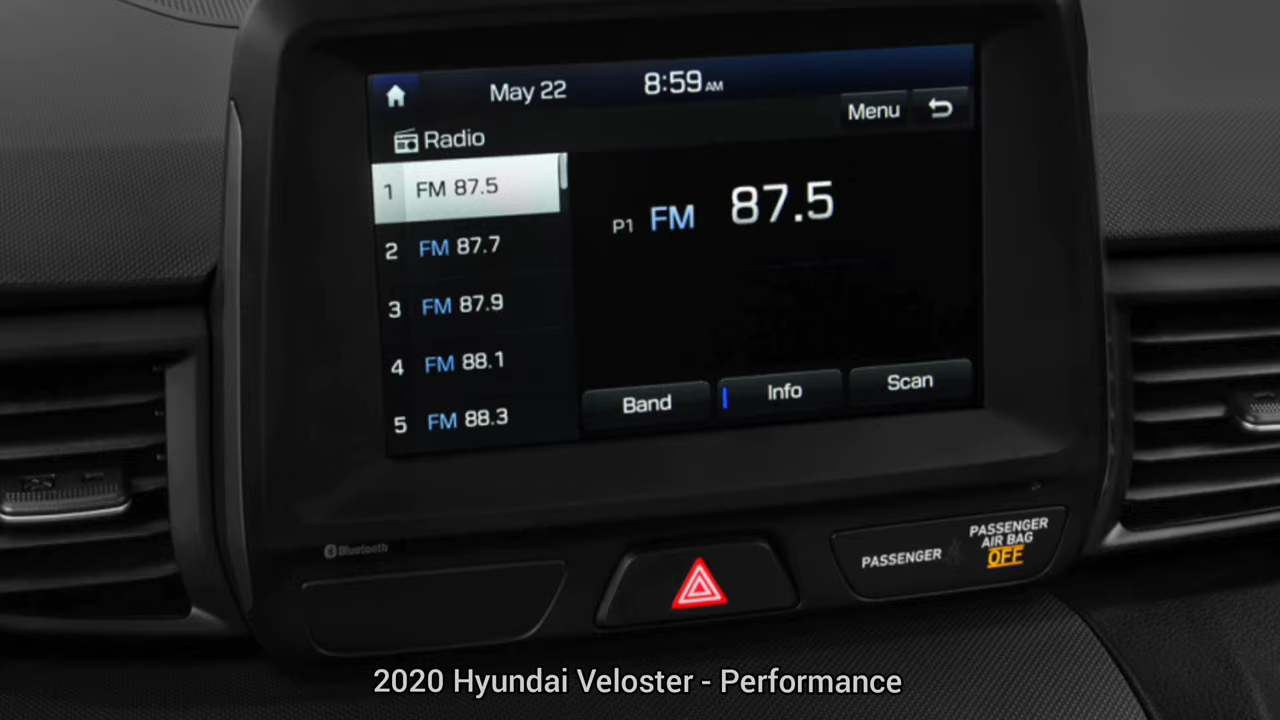 May 22 8:59 AM
Menu
Radio
1 FM 87.5
P1 FM 87.5
2 FM 87.7
3 FM 87.9
4 FM 88.1
5 FM 88.3
Band Info Scan
Bluetooth
PASSENGER
PASSENGER
AIR BAG
OFF
2020 Hyundai Veloster - Performance